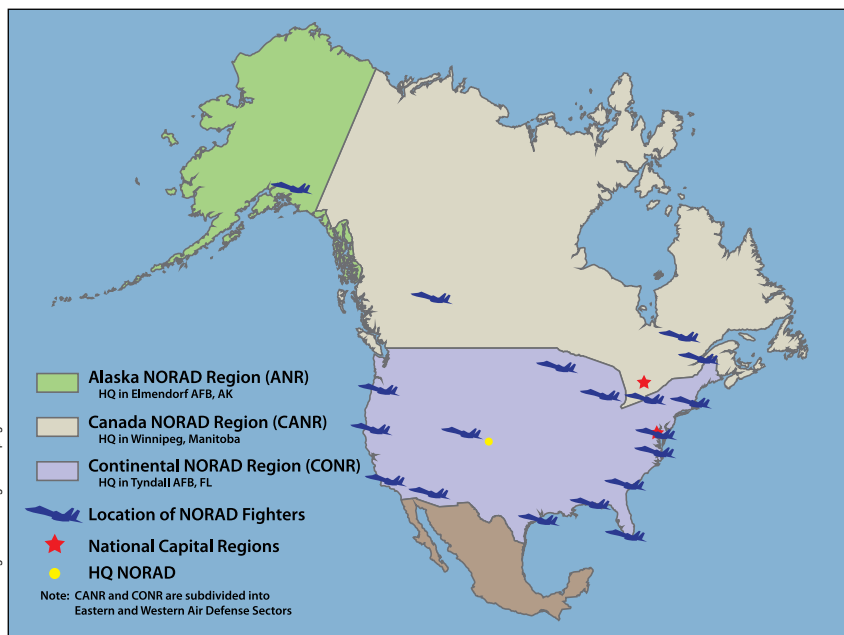 Alaska NORAD Region (ANR)
HQ in Elmendorf AFB, AK
Canada NORAD Region (CANR)
HQ in Winnipeg, Manitoba
Continental NORAD Region (CONR)
HQ in Tyndall AFB, FL
Location of NORAD Fighters
National Capital Regions
HQ NORAD
Note: CANR and CONR are subdivided into
Eastern and Western Air Defense Sectors